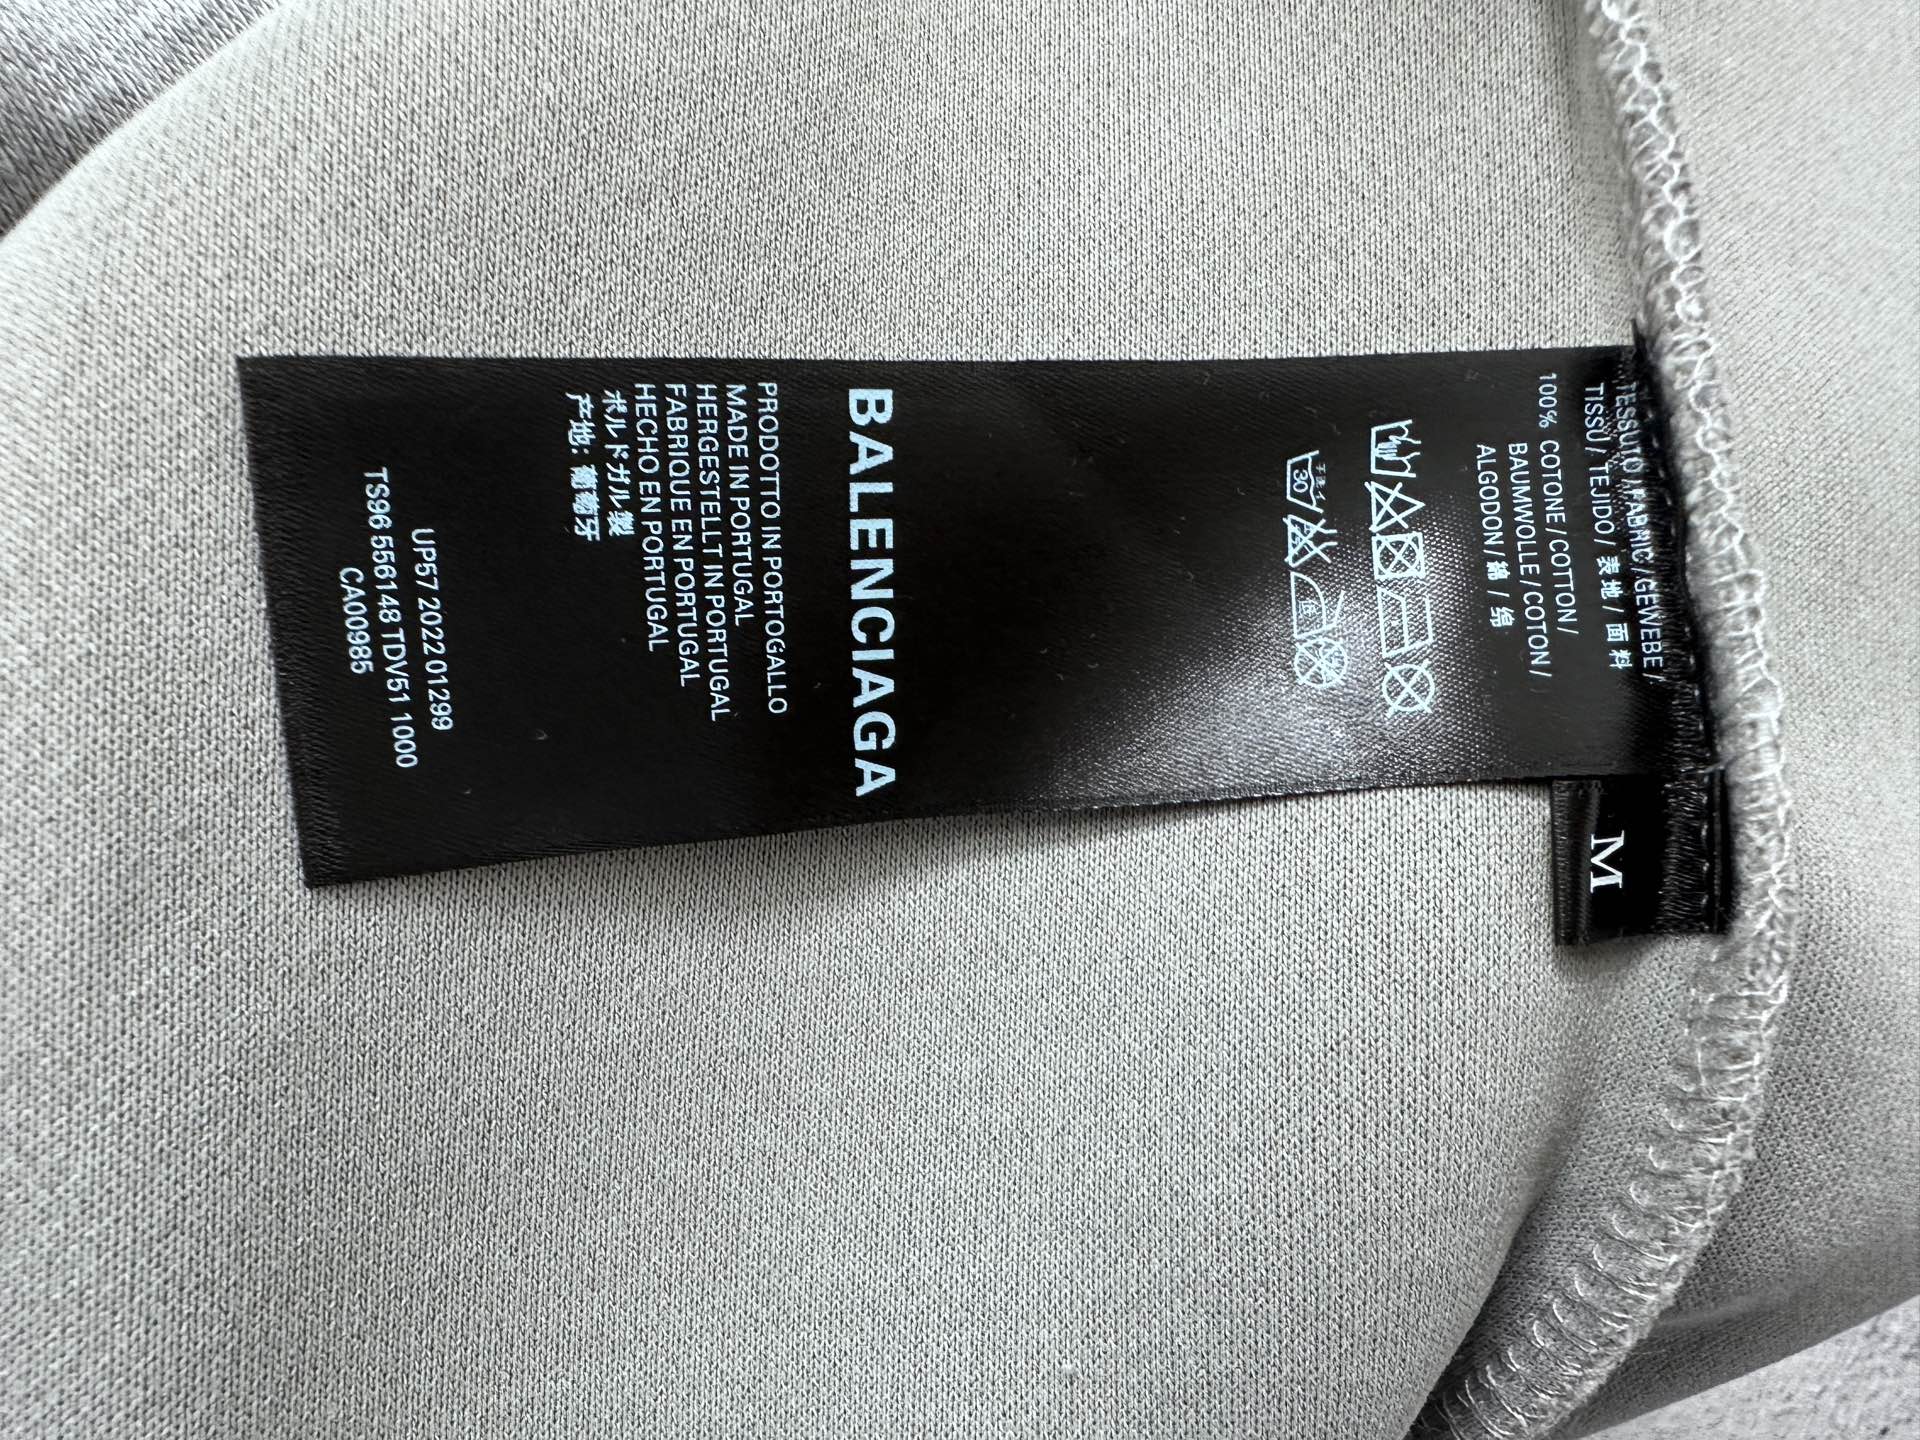 TESSUTO / FABRIC / GEWEBE /
TISSU / TEJIDO / 表地 / 面料
100% COTONE / COTTON /
BAUMWOLLE / COTON /
ALGODON / 綿 / 绵
30
BALENCIAGA
PRODOTTO IN PORTOGALLO
MADE IN PORTUGAL
HERGESTELLT IN PORTUGAL
FABRIQUE EN PORTUGAL
HECHO EN PORTUGAL
ポルドガル製
产地: 葡萄牙
UP57 2022 01299
TS96 556148 TDV51 1000
CA00985
M